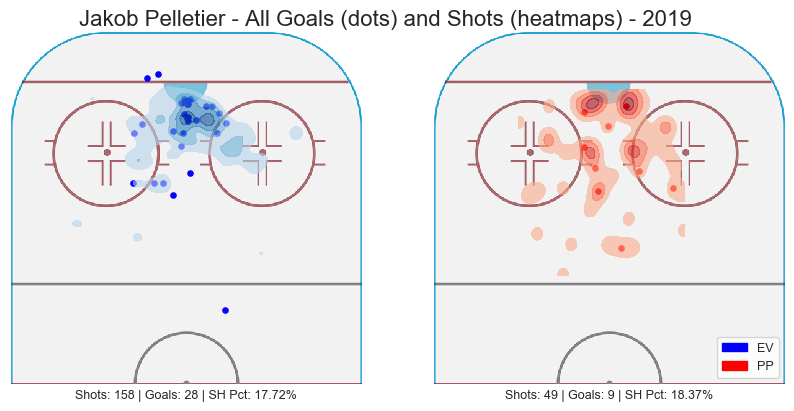 Jakob Pelletier - All Goals (dots) and Shots (heatmaps) - 2019
EV
PP
Shots: 158 | Goals: 28 | SH Pct: 17.72%
Shots: 49 | Goals: 9 | SH Pct: 18.37%